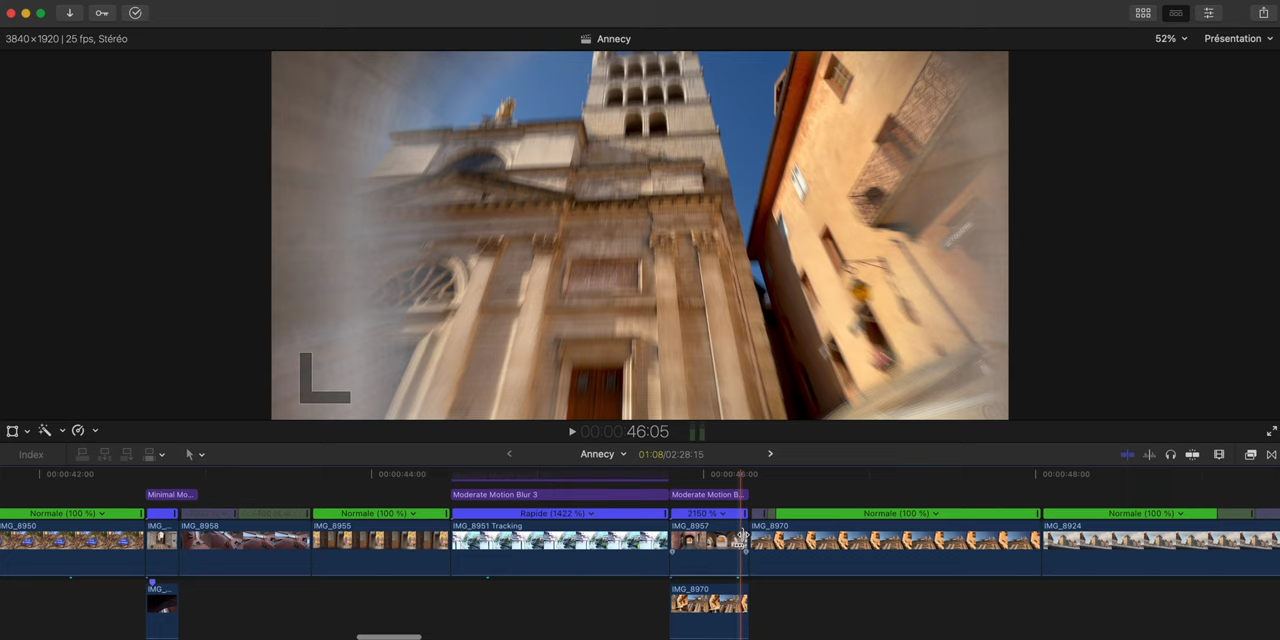 3840×1920 | 25 fps, Stéréo
Annecy
52%
Présentation
00:00:46:05
Index
Annecy
01:08/02:28:15
00:00:42:00
00:00:44:00
00:00:46:00
00:00:48:00
Minimal Mo...
Moderate Motion Blur 3
Moderate Motion B...
Normale (100 %)
Normale (100 %)
Rapide (1422 %)
2150 %
Normale (100 %)
Normale (100 %)
IMG_8950
IMG_...
IMG_8958
IMG_8955
IMG_8951 Tracking
IMG_8957
IMG_8970
IMG_8924
IMG_...
IMG_8970